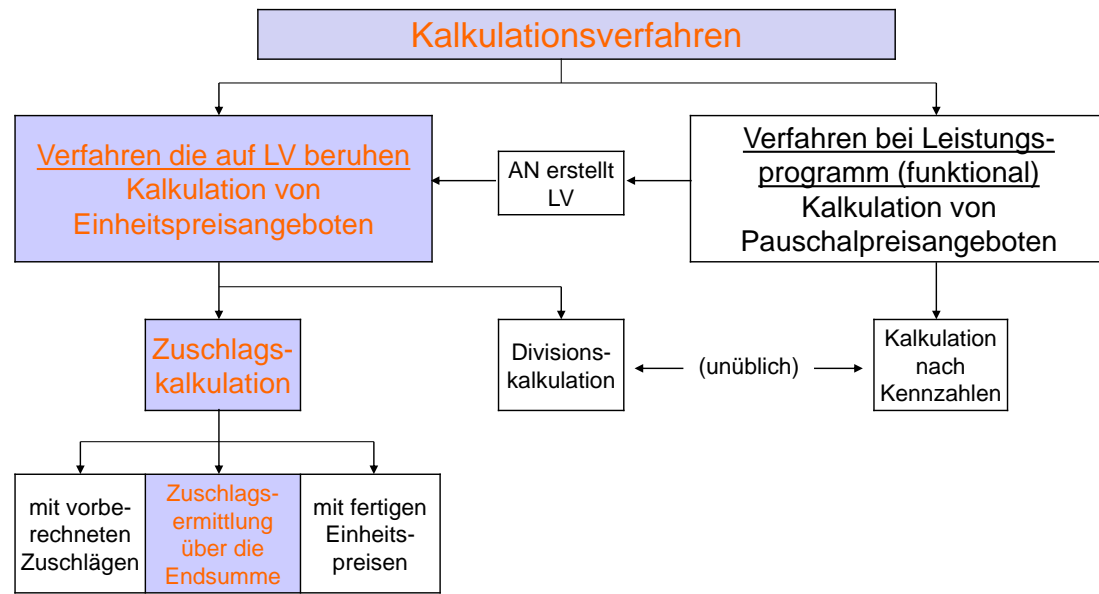 Kalkulationsverfahren
Verfahren die auf LV beruhen
Kalkulation von
Einheitspreisangeboten
AN erstellt
LV
Verfahren bei Leistungs-
programm (funktional)
Kalkulation von
Pauschalpreisangeboten
Zuschlags-
kalkulation
Divisions-
kalkulation
(unüblich)
Kalkulation
nach
Kennzahlen
mit vorbe-
rechneten
Zuschlägen
Zuschlags-
ermittlung
über die
Endsumme
mit fertigen
Einheits-
preisen